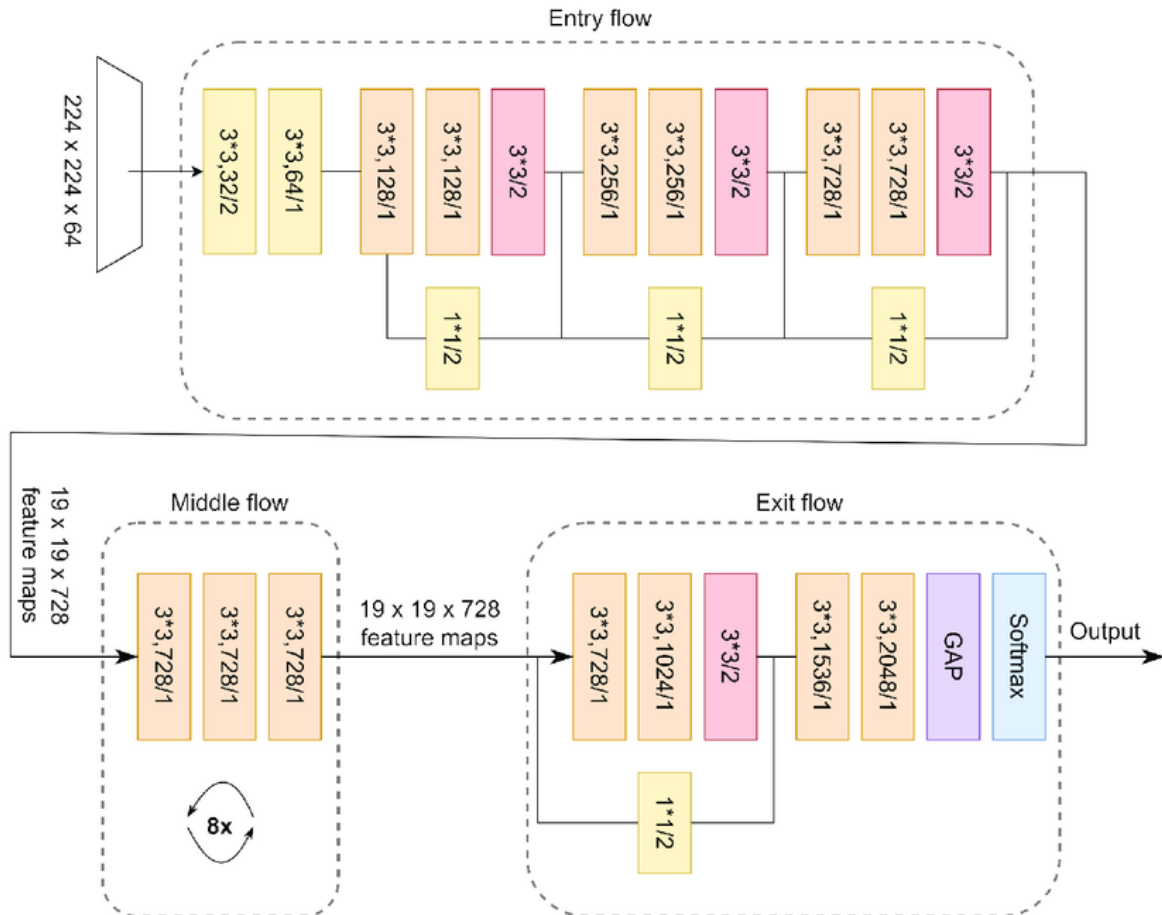 Entry flow
224 x 224 x 64
3*3,32/2
3*3,64/1
3*3,128/1
3*3,128/1
3*3/2
3*3,256/1
3*3,256/1
3*3/2
3*3,728/1
3*3,728/1
3*3/2
1*1/2
1*1/2
1*1/2
19 x 19 x 728
feature maps
Middle flow
3*3,728/1
3*3,728/1
3*3,728/1
8x
19 x 19 x 728
feature maps
Exit flow
3*3,728/1
3*3,1024/1
3*3/2
3*3,1536/1
3*3,2048/1
GAP
Softmax
1*1/2
Output